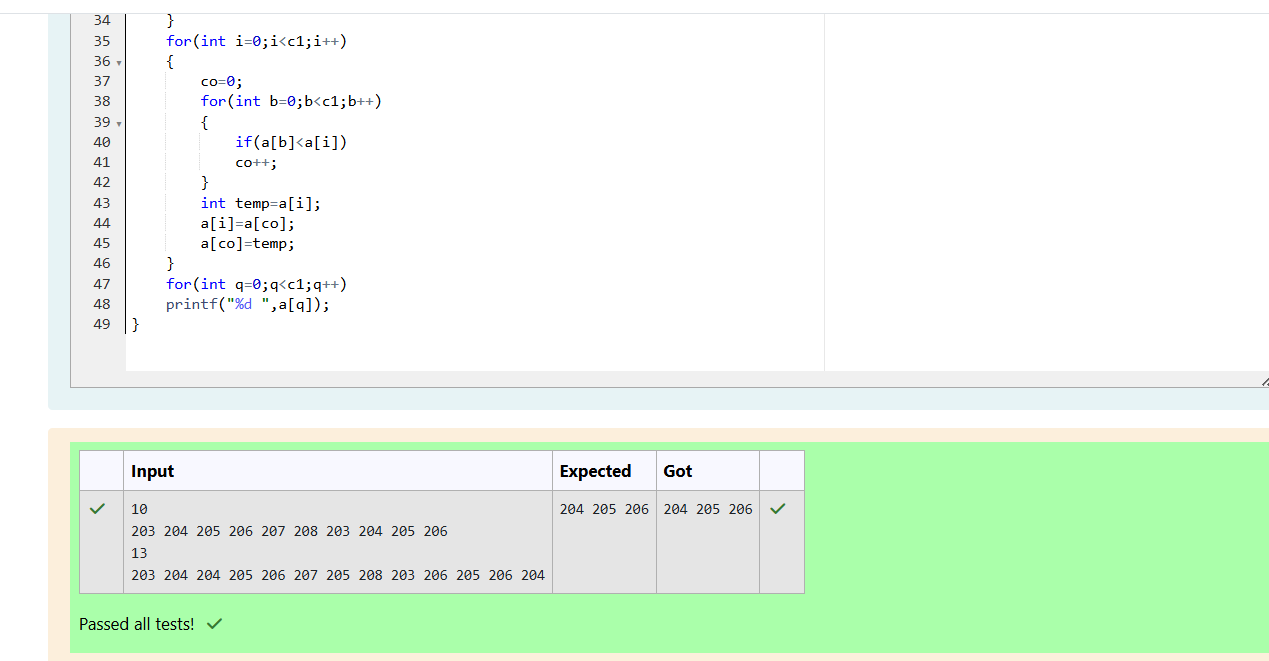 34 }
35 for(int i=0;i<c1;i++)
36 {
37 co=0;
38 for(int b=0;b<c1;b++)
39 {
40 if(a[b]<a[i])
41 co++;
42 }
43 int temp=a[i];
44 a[i]=a[co];
45 a[co]=temp;
46 }
47 for(int q=0;q<c1;q++)
48 printf("%d ",a[q]);
49 }
Input Expected Got
10 204 205 206 204 205 206
203 204 205 206 207 208 203 204 205 206
13
203 204 204 205 206 207 205 208 203 206 205 206 204
Passed all tests!